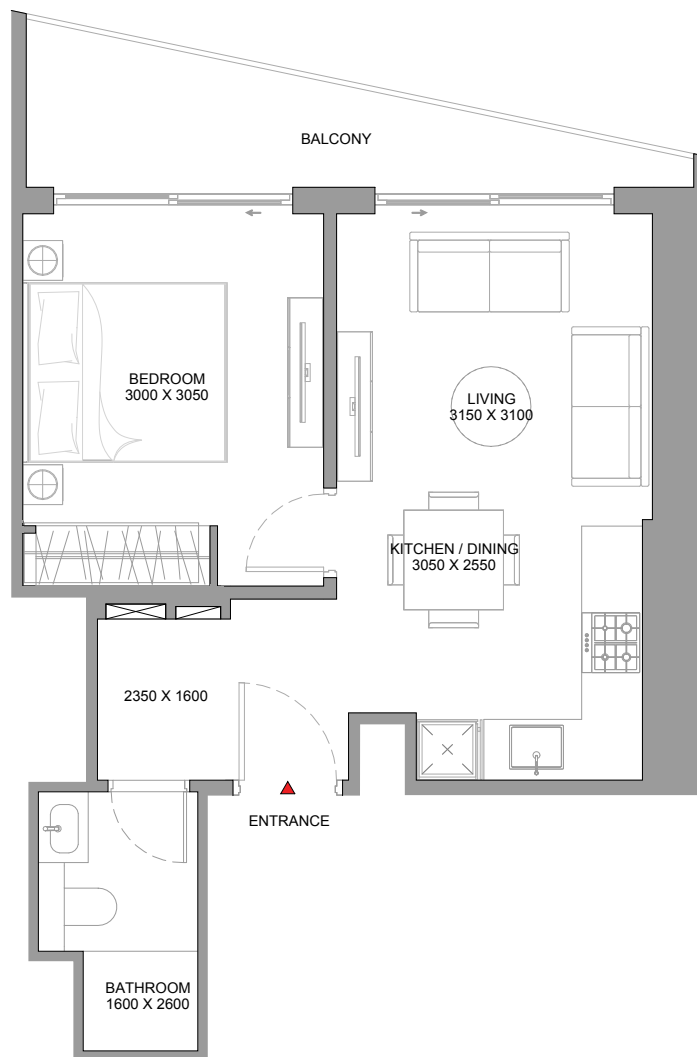 BALCONY
BEDROOM
3000 X 3050
LIVING
3150 X 3100
KITCHEN / DINING
3050 X 2550
2350 X 1600
ENTRANCE
BATHROOM
1600 X 2600